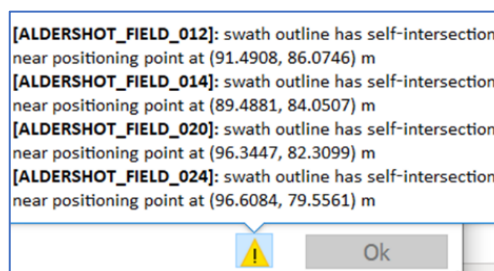 [ALDERSHOT_FIELD_012]: swath outline has self-intersection
near positioning point at (91.4908, 86.0746) m
[ALDERSHOT_FIELD_014]: swath outline has self-intersection
near positioning point at (89.4881, 84.0507) m
[ALDERSHOT_FIELD_020]: swath outline has self-intersection
near positioning point at (96.3447, 82.3099) m
[ALDERSHOT_FIELD_024]: swath outline has self-intersection
near positioning point at (96.6084, 79.5561) m
Ok